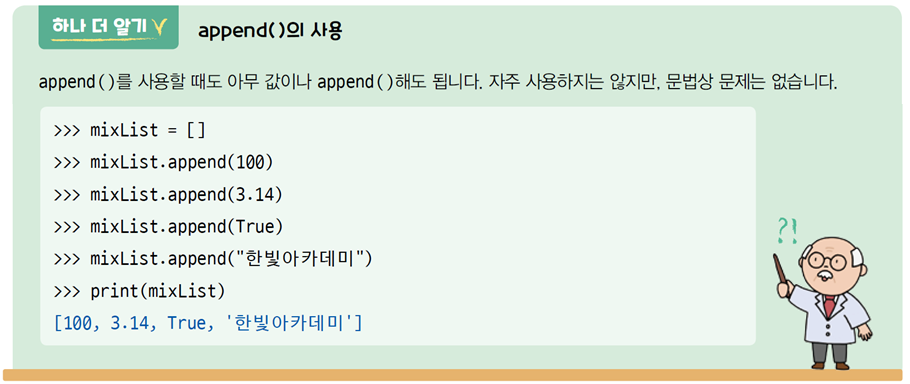 하나 더 알기
append()의 사용
append()를 사용할 때도 아무 값이나 append()해도 됩니다. 자주 사용하지는 않지만, 문법상 문제는 없습니다.
>>> mixList = []
>>> mixList.append(100)
>>> mixList.append(3.14)
>>> mixList.append(True)
>>> mixList.append("한빛아카데미")
>>> print(mixList)
[100, 3.14, True, '한빛아카데미']
?!